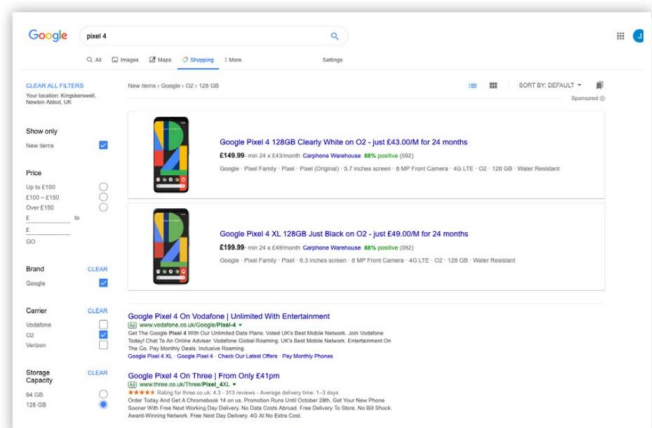 Google
pixel 4
J
All Images Maps Shopping More Settings
CLEAR ALL FILTERS
Your location: Kingskerswell, Newton Abbot, UK
New items › Google › O2 › 128 GB
SORT BY: DEFAULT
Sponsored
Show only
New items
Price
Up to £100
£100 – £150
Over £150
£ to
£
GO
Brand CLEAR
Google
Carrier CLEAR
Vodafone
O2
Verizon
Storage Capacity CLEAR
64 GB
128 GB
Google Pixel 4 128GB Clearly White on O2 - just £43.00/M for 24 months
£149.99 · min 24 x £43/month Carphone Warehouse 88% positive (592)
Google · Pixel Family · Pixel · Pixel (Original) · 5.7 inches screen · 8 MP Front Camera · 4G LTE · O2 · 128 GB · Water Resistant
Google Pixel 4 XL 128GB Just Black on O2 - just £49.00/M for 24 months
£199.99 · min 24 x £49/month Carphone Warehouse 88% positive (592)
Google · Pixel Family · Pixel · 6.3 inches screen · 8 MP Front Camera · 4G LTE · O2 · 128 GB · Water Resistant
Google Pixel 4 On Vodafone | Unlimited With Entertainment
Ad www.vodafone.co.uk/Google/Pixel-4
Get The Google Pixel 4 With Our Unlimited Data Plans. Voted UK's Best Mobile Network. Join Vodafone
Today! Chat To An Online Adviser. Vodafone Global Roaming. UK's Best Mobile Network. Entertainment On
The Go. Pay Monthly Deals. Inclusive Roaming.
Google Pixel 4 XL · Google Pixel 4 · Check Our Latest Offers · Pay Monthly Phones
Google Pixel 4 On Three | From Only £41pm
Ad www.three.co.uk/Three/Pixel_4XL
Rating for three.co.uk: 4.3 - 313 reviews - Average delivery time: 1–3 days
Order Today And Get A Chromebook 14 on us. Promotion Runs Until October 28th. Get Your New Phone
Sooner With Free Next Working Day Delivery. No Data Costs Abroad. Free Delivery To Store. No Bill Shock.
Award-Winning Network. Free Next Day Delivery. 4G At No Extra Cost.